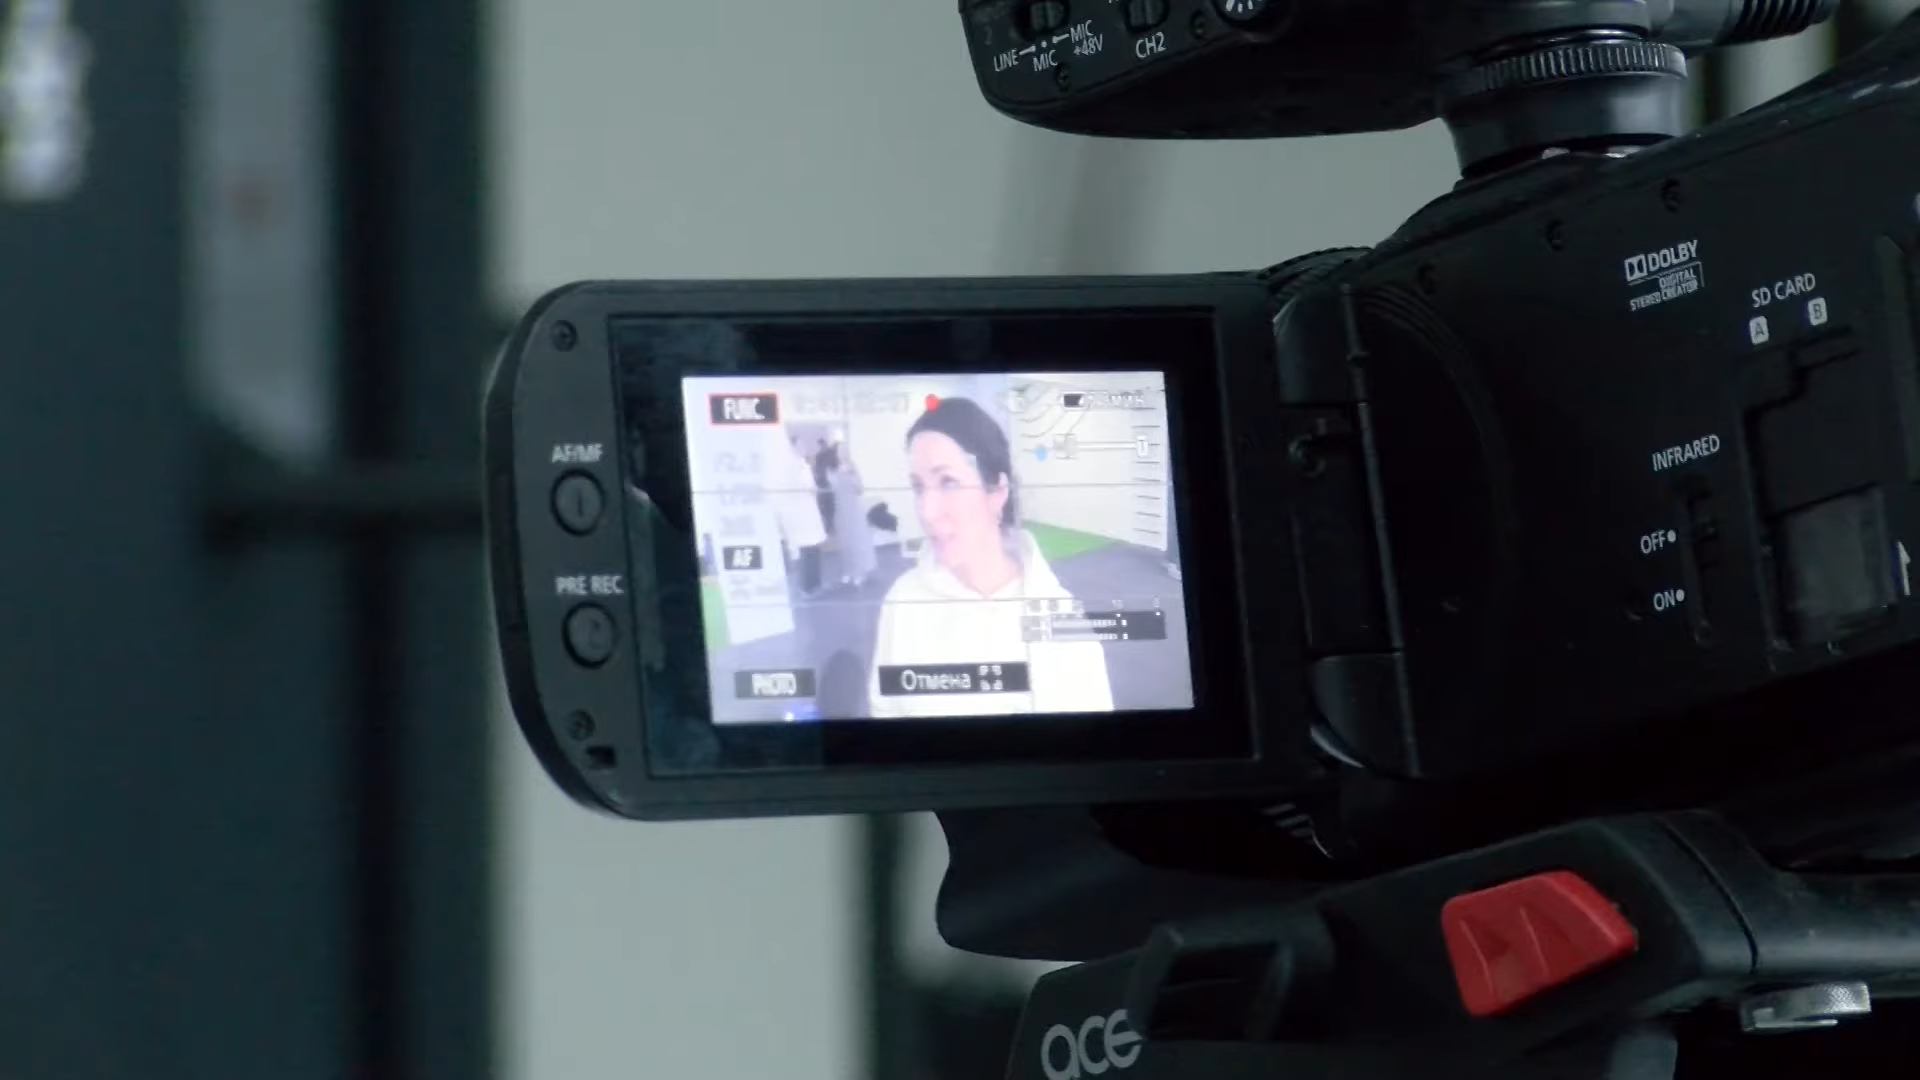 LINE
MIC
MIC
+48V
CH2
DOLBY
DIGITAL
STEREO CREATOR
SD CARD
A
B
INFRARED
OFF
ON
AF/MF
PRE REC
FUNC.
AF
PHOTO
Отмена
ace